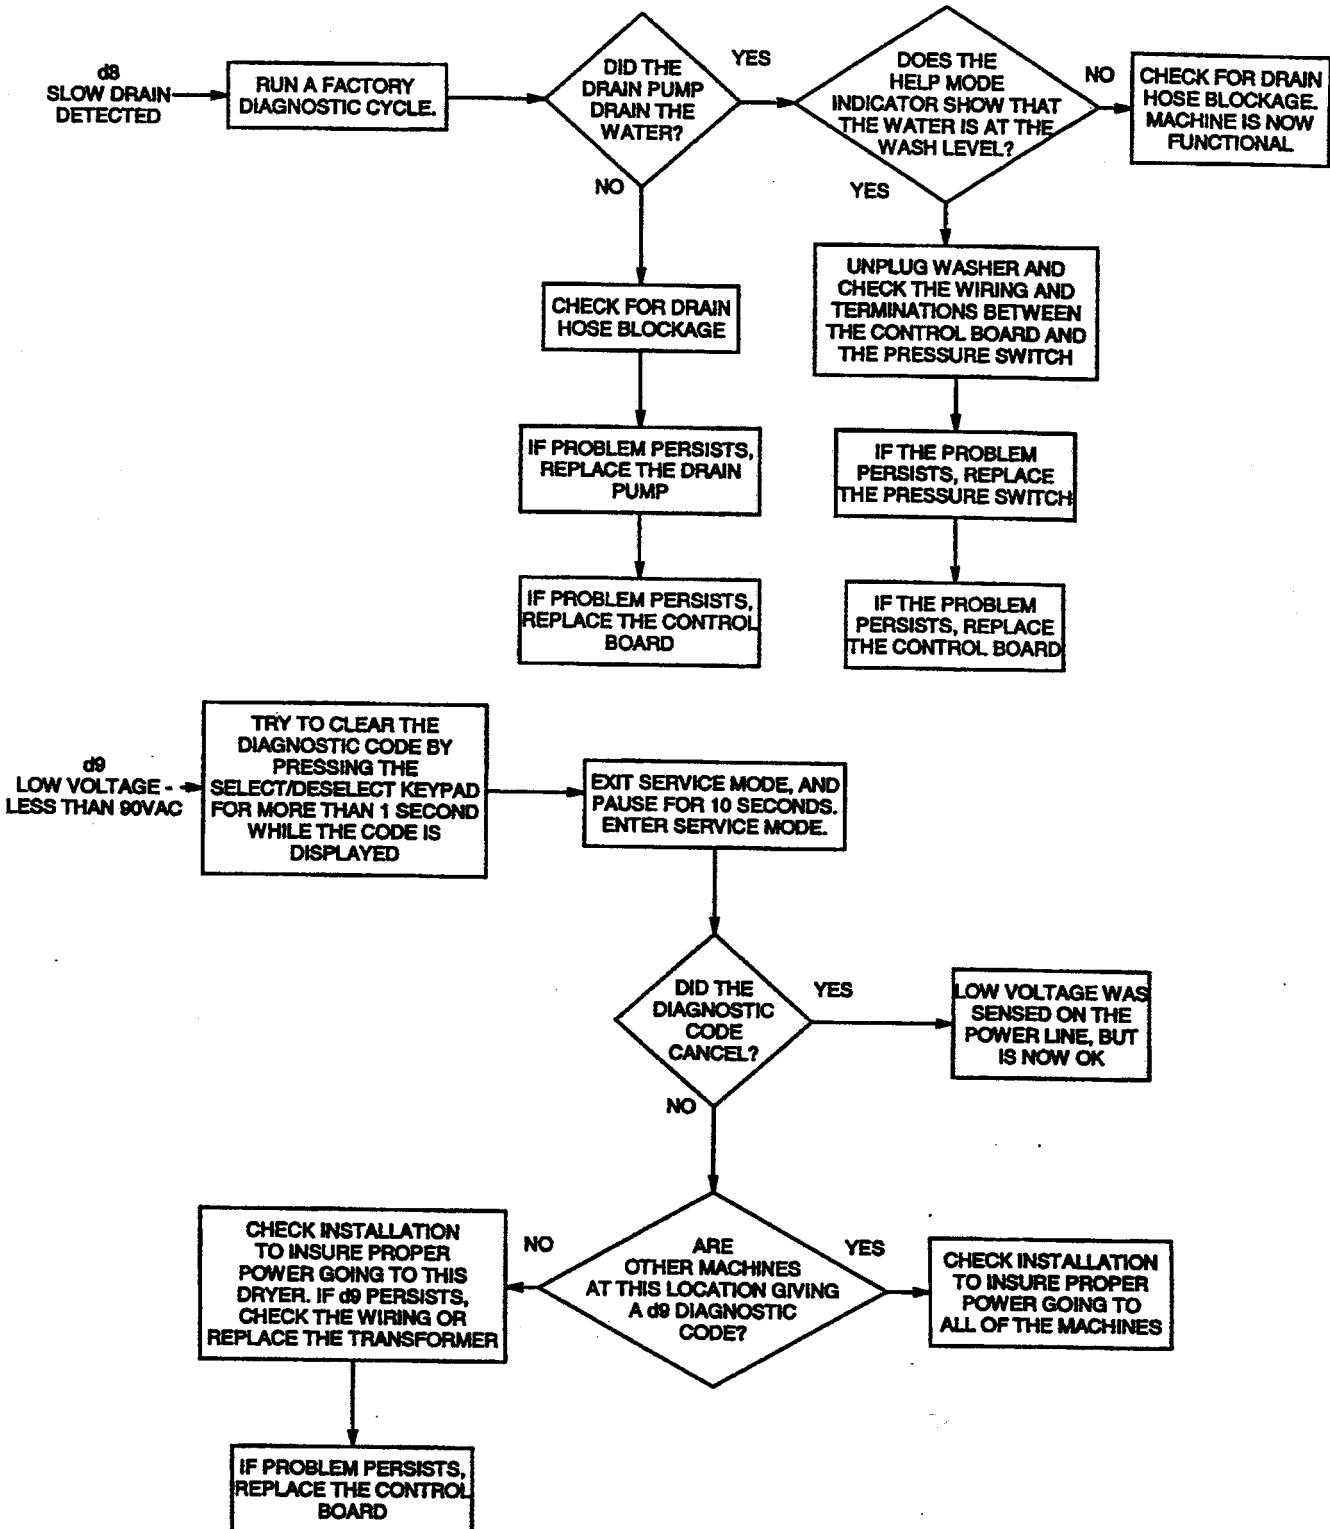 d8
SLOW DRAIN
DETECTED
RUN A FACTORY
DIAGNOSTIC CYCLE.
DID THE
DRAIN PUMP
DRAIN THE
WATER?
YES
DOES THE
HELP MODE
INDICATOR SHOW THAT
THE WATER IS AT THE
WASH LEVEL?
NO
CHECK FOR DRAIN
HOSE BLOCKAGE.
MACHINE IS NOW
FUNCTIONAL
NO
YES
CHECK FOR DRAIN
HOSE BLOCKAGE
UNPLUG WASHER AND
CHECK THE WIRING AND
TERMINATIONS BETWEEN
THE CONTROL BOARD AND
THE PRESSURE SWITCH
IF PROBLEM PERSISTS,
REPLACE THE DRAIN
PUMP
IF THE PROBLEM
PERSISTS, REPLACE
THE PRESSURE SWITCH
IF PROBLEM PERSISTS,
REPLACE THE CONTROL
BOARD
IF THE PROBLEM
PERSISTS, REPLACE
THE CONTROL BOARD
d9
LOW VOLTAGE -
LESS THAN 90VAC
TRY TO CLEAR THE
DIAGNOSTIC CODE BY
PRESSING THE
SELECT/DESELECT KEYPAD
FOR MORE THAN 1 SECOND
WHILE THE CODE IS
DISPLAYED
EXIT SERVICE MODE, AND
PAUSE FOR 10 SECONDS.
ENTER SERVICE MODE.
DID THE
DIAGNOSTIC
CODE
CANCEL?
YES
LOW VOLTAGE WAS
SENSED ON THE
POWER LINE, BUT
IS NOW OK
NO
ARE
OTHER MACHINES
AT THIS LOCATION GIVING
A d9 DIAGNOSTIC
CODE?
NO
CHECK INSTALLATION
TO INSURE PROPER
POWER GOING TO THIS
DRYER. IF d9 PERSISTS,
CHECK THE WIRING OR
REPLACE THE TRANSFORMER
YES
CHECK INSTALLATION
TO INSURE PROPER
POWER GOING TO
ALL OF THE MACHINES
IF PROBLEM PERSISTS,
REPLACE THE CONTROL
BOARD